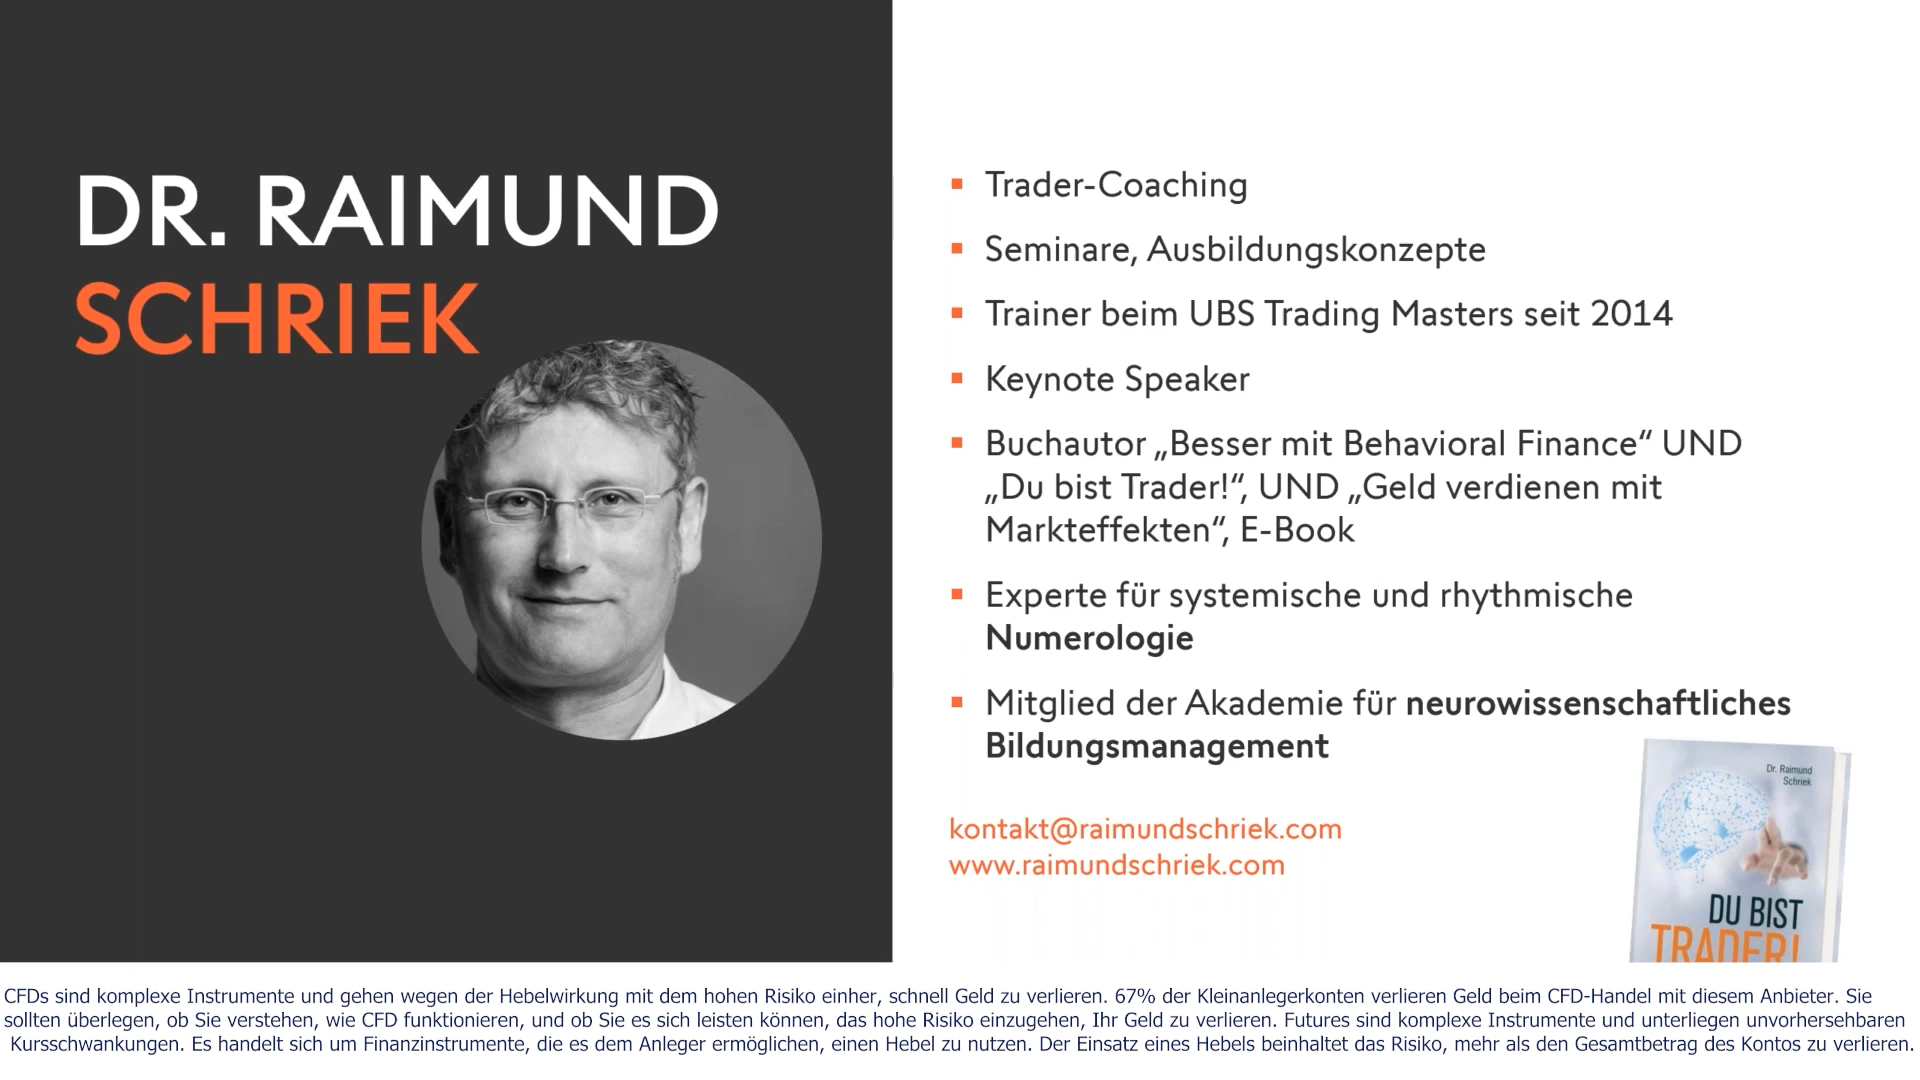 DR. RAIMUND
SCHRIEK
▪ Trader-Coaching
▪ Seminare, Ausbildungskonzepte
▪ Trainer beim UBS Trading Masters seit 2014
▪ Keynote Speaker
▪ Buchautor „Besser mit Behavioral Finance“ UND
„Du bist Trader!“, UND „Geld verdienen mit
Markteffekten“, E-Book
▪ Experte für systemische und rhythmische
Numerologie
▪ Mitglied der Akademie für neurowissenschaftliches
Bildungsmanagement
kontakt@raimundschriek.com
www.raimundschriek.com
Dr. Raimund
Schriek
DU BIST
TRADER!
CFDs sind komplexe Instrumente und gehen wegen der Hebelwirkung mit dem hohen Risiko einher, schnell Geld zu verlieren. 67% der Kleinanlegerkonten verlieren Geld beim CFD-Handel mit diesem Anbieter. Sie
sollten überlegen, ob Sie verstehen, wie CFD funktionieren, und ob Sie es sich leisten können, das hohe Risiko einzugehen, Ihr Geld zu verlieren. Futures sind komplexe Instrumente und unterliegen unvorhersehbaren
Kursschwankungen. Es handelt sich um Finanzinstrumente, die es dem Anleger ermöglichen, einen Hebel zu nutzen. Der Einsatz eines Hebels beinhaltet das Risiko, mehr als den Gesamtbetrag des Kontos zu verlieren.